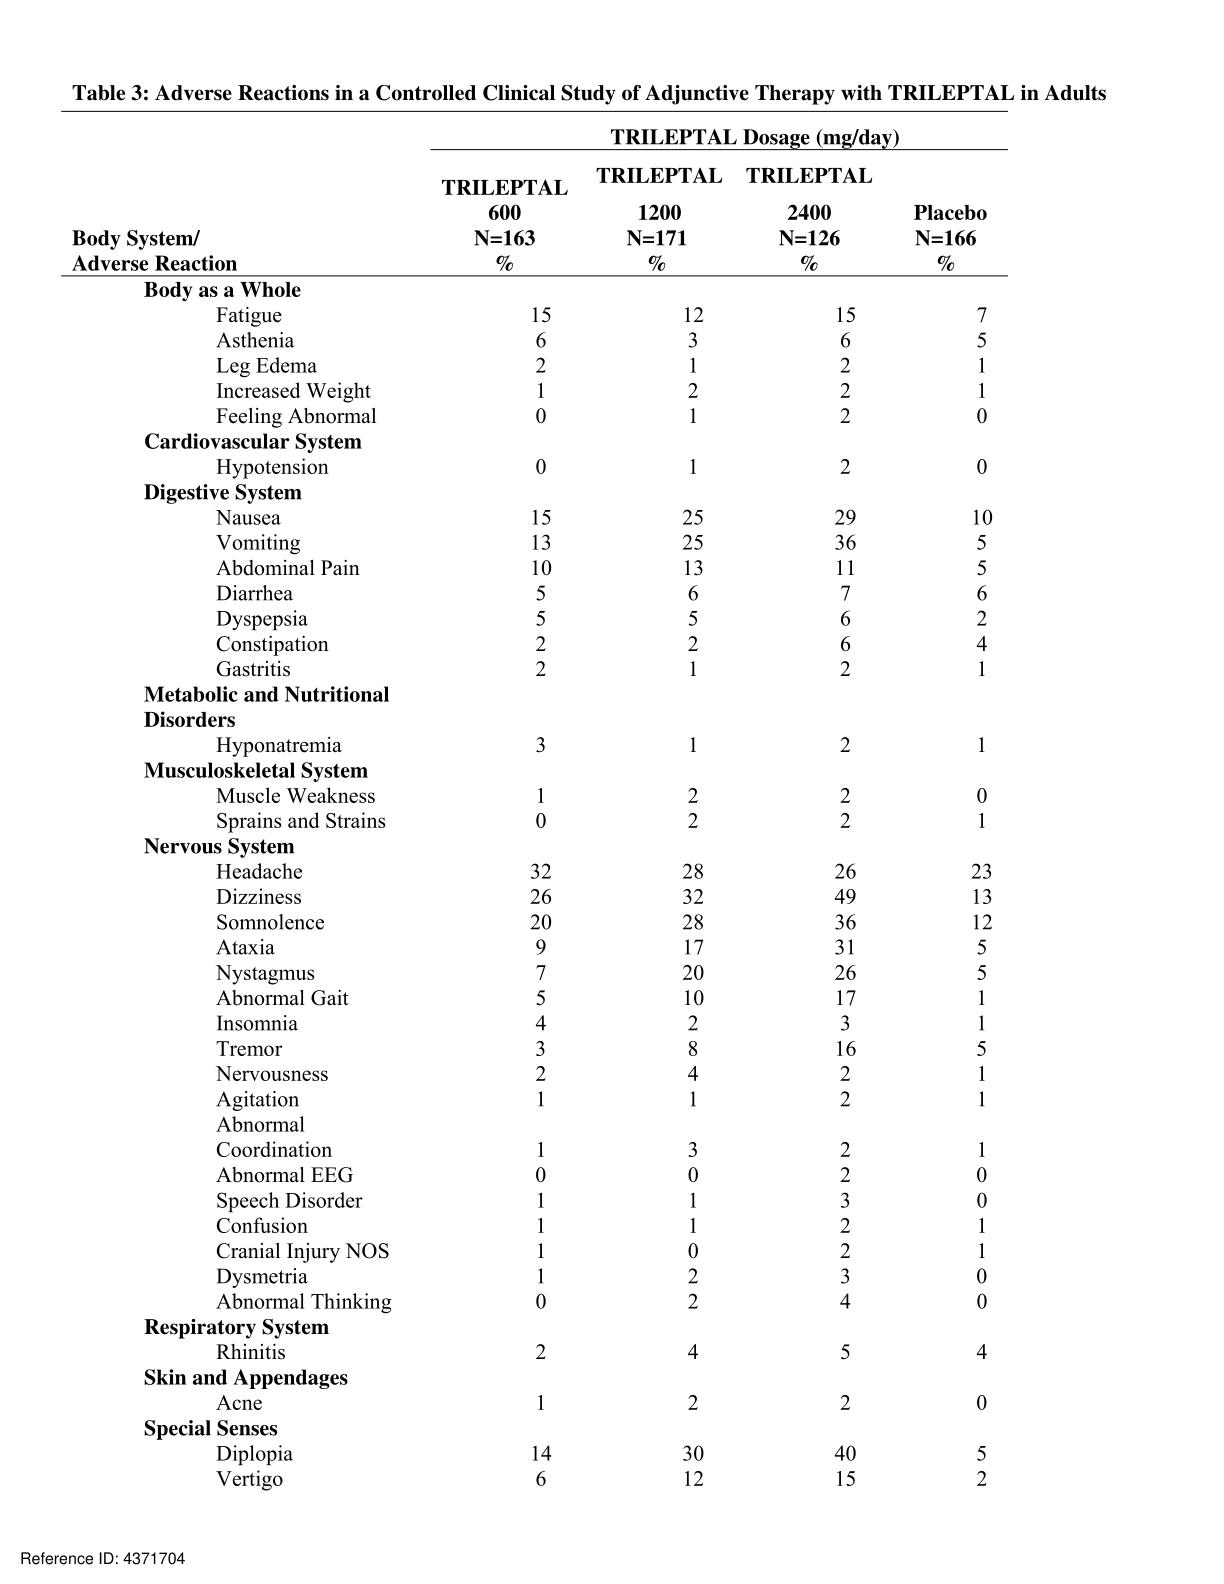 Table 3: Adverse Reactions in a Controlled Clinical Study of Adjunctive Therapy with TRILEPTAL in Adults
TRILEPTAL Dosage (mg/day)
TRILEPTAL TRILEPTAL TRILEPTAL
600 1200 2400 Placebo
Body System/ N=163 N=171 N=126 N=166
Adverse Reaction % % % %
Body as a Whole
Fatigue 15 12 15 7
Asthenia 6 3 6 5
Leg Edema 2 1 2 1
Increased Weight 1 2 2 1
Feeling Abnormal 0 1 2 0
Cardiovascular System
Hypotension 0 1 2 0
Digestive System
Nausea 15 25 29 10
Vomiting 13 25 36 5
Abdominal Pain 10 13 11 5
Diarrhea 5 6 7 6
Dyspepsia 5 5 6 2
Constipation 2 2 6 4
Gastritis 2 1 2 1
Metabolic and Nutritional
Disorders
Hyponatremia 3 1 2 1
Musculoskeletal System
Muscle Weakness 1 2 2 0
Sprains and Strains 0 2 2 1
Nervous System
Headache 32 28 26 23
Dizziness 26 32 49 13
Somnolence 20 28 36 12
Ataxia 9 17 31 5
Nystagmus 7 20 26 5
Abnormal Gait 5 10 17 1
Insomnia 4 2 3 1
Tremor 3 8 16 5
Nervousness 2 4 2 1
Agitation 1 1 2 1
Abnormal
Coordination 1 3 2 1
Abnormal EEG 0 0 2 0
Speech Disorder 1 1 3 0
Confusion 1 1 2 1
Cranial Injury NOS 1 0 2 1
Dysmetria 1 2 3 0
Abnormal Thinking 0 2 4 0
Respiratory System
Rhinitis 2 4 5 4
Skin and Appendages
Acne 1 2 2 0
Special Senses
Diplopia 14 30 40 5
Vertigo 6 12 15 2
Reference ID: 4371704